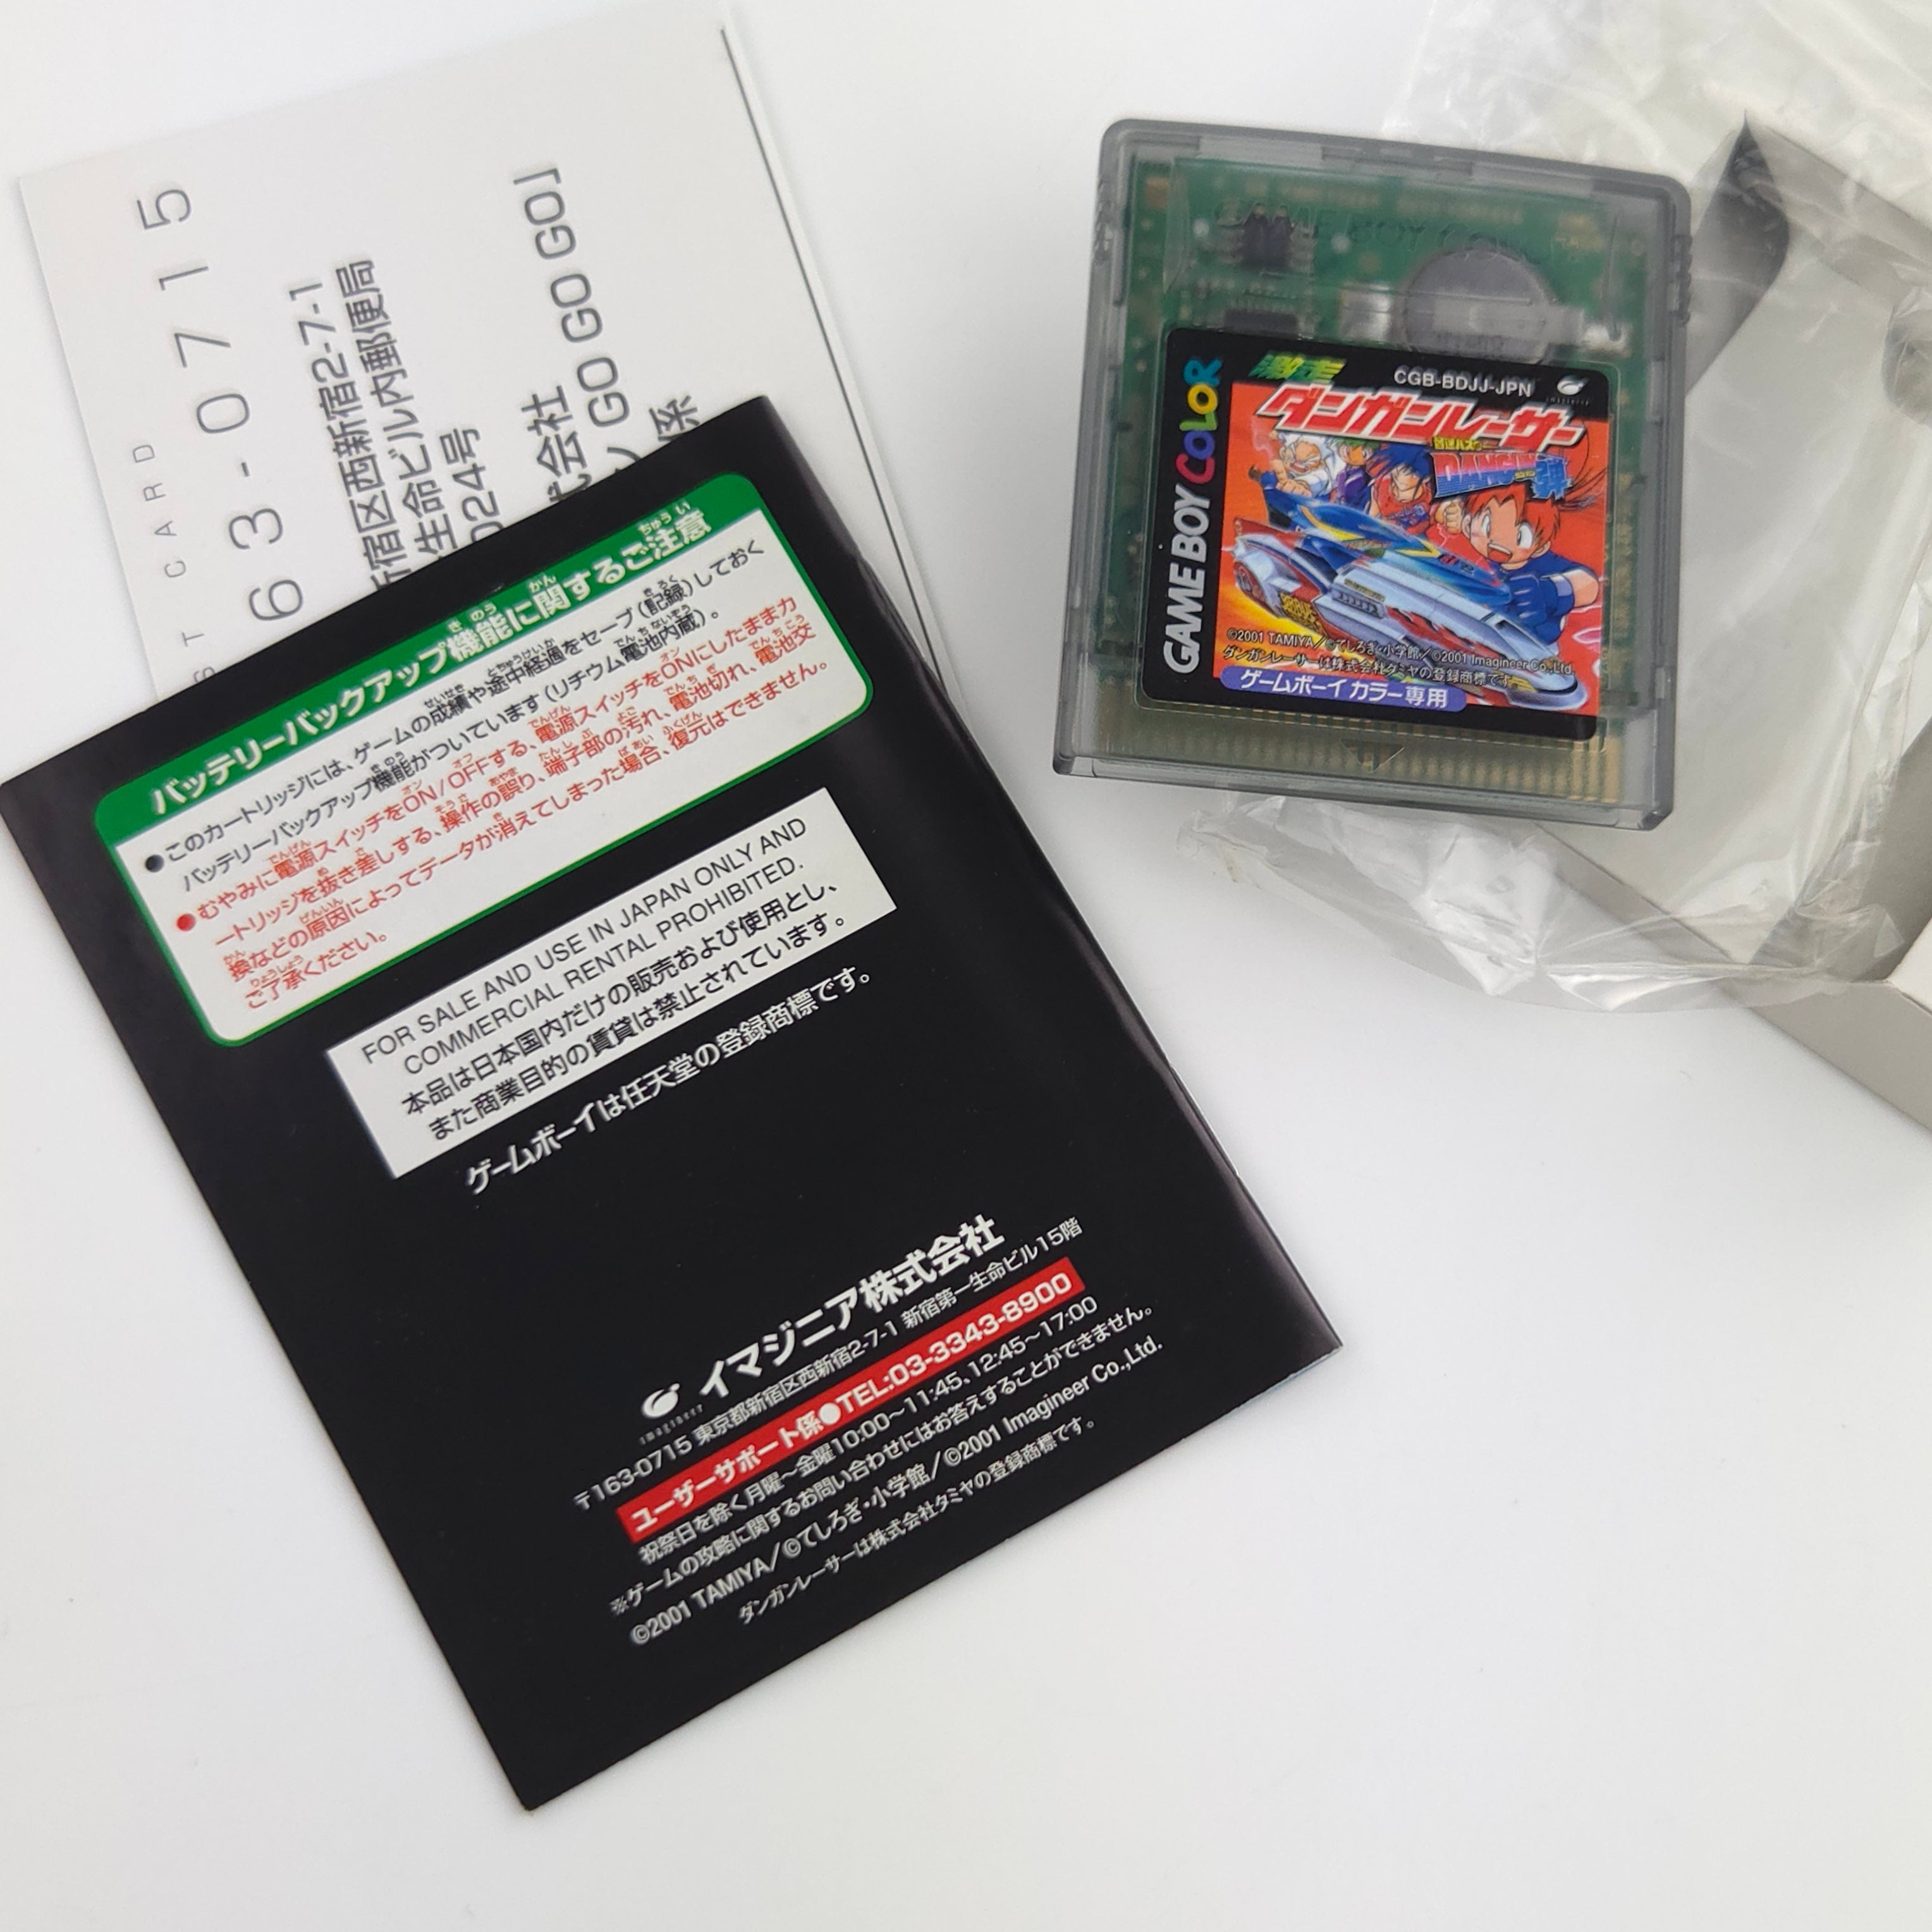 ST CARD
63-0715
宿区西新宿2-7-1
生命ビル内郵便局
024号
式会社
GO GO GO GO!」
係
バッテリーバックアップ機能に関するご注意
●このカートリッジには、ゲームの成績や途中経過をセーブ(記録)しておく
バッテリーバックアップ機能がついています(リチウム電池内蔵)。
●むやみに電源スイッチをON/OFFする、電源スイッチをONにしたままカ
ートリッジを抜き差しする、操作の誤り、端子部の汚れ、電池切れ、電池交
換などの原因によってデータが消えてしまった場合、復元はできません。
ご了承ください。
FOR SALE AND USE IN JAPAN ONLY AND
COMMERCIAL RENTAL PROHIBITED.
本品は日本国内だけの販売および使用とし、
また商業目的の賃貸は禁止されています。
ゲームボーイは任天堂の登録商標です。
imagineer
イマジニア株式会社
〒163-0715 東京都新宿区西新宿2-7-1 新宿第一生命ビル15階
ユーザーサポート係●TEL:03-3343-8900
祝祭日を除く月曜〜金曜10:00〜11:45、12:45〜17:00
※ゲームの攻略に関するお問い合わせにはお答えすることができません。
©2001 TAMIYA/©てしろぎ・小学館/©2001 Imagineer Co.,Ltd.
ダンガンレーサーは株式会社タミヤの登録商標です。
GAME BOY COLOR
CGB-BDJJ-JPN
imagineer
激走
ダンガンレーサー
DANGUN弾
©2001 TAMIYA/©てしろぎ・小学館/©2001 Imagineer Co.,Ltd.
ダンガンレーサーは株式会社タミヤの登録商標です。
ゲームボーイ カラー専用